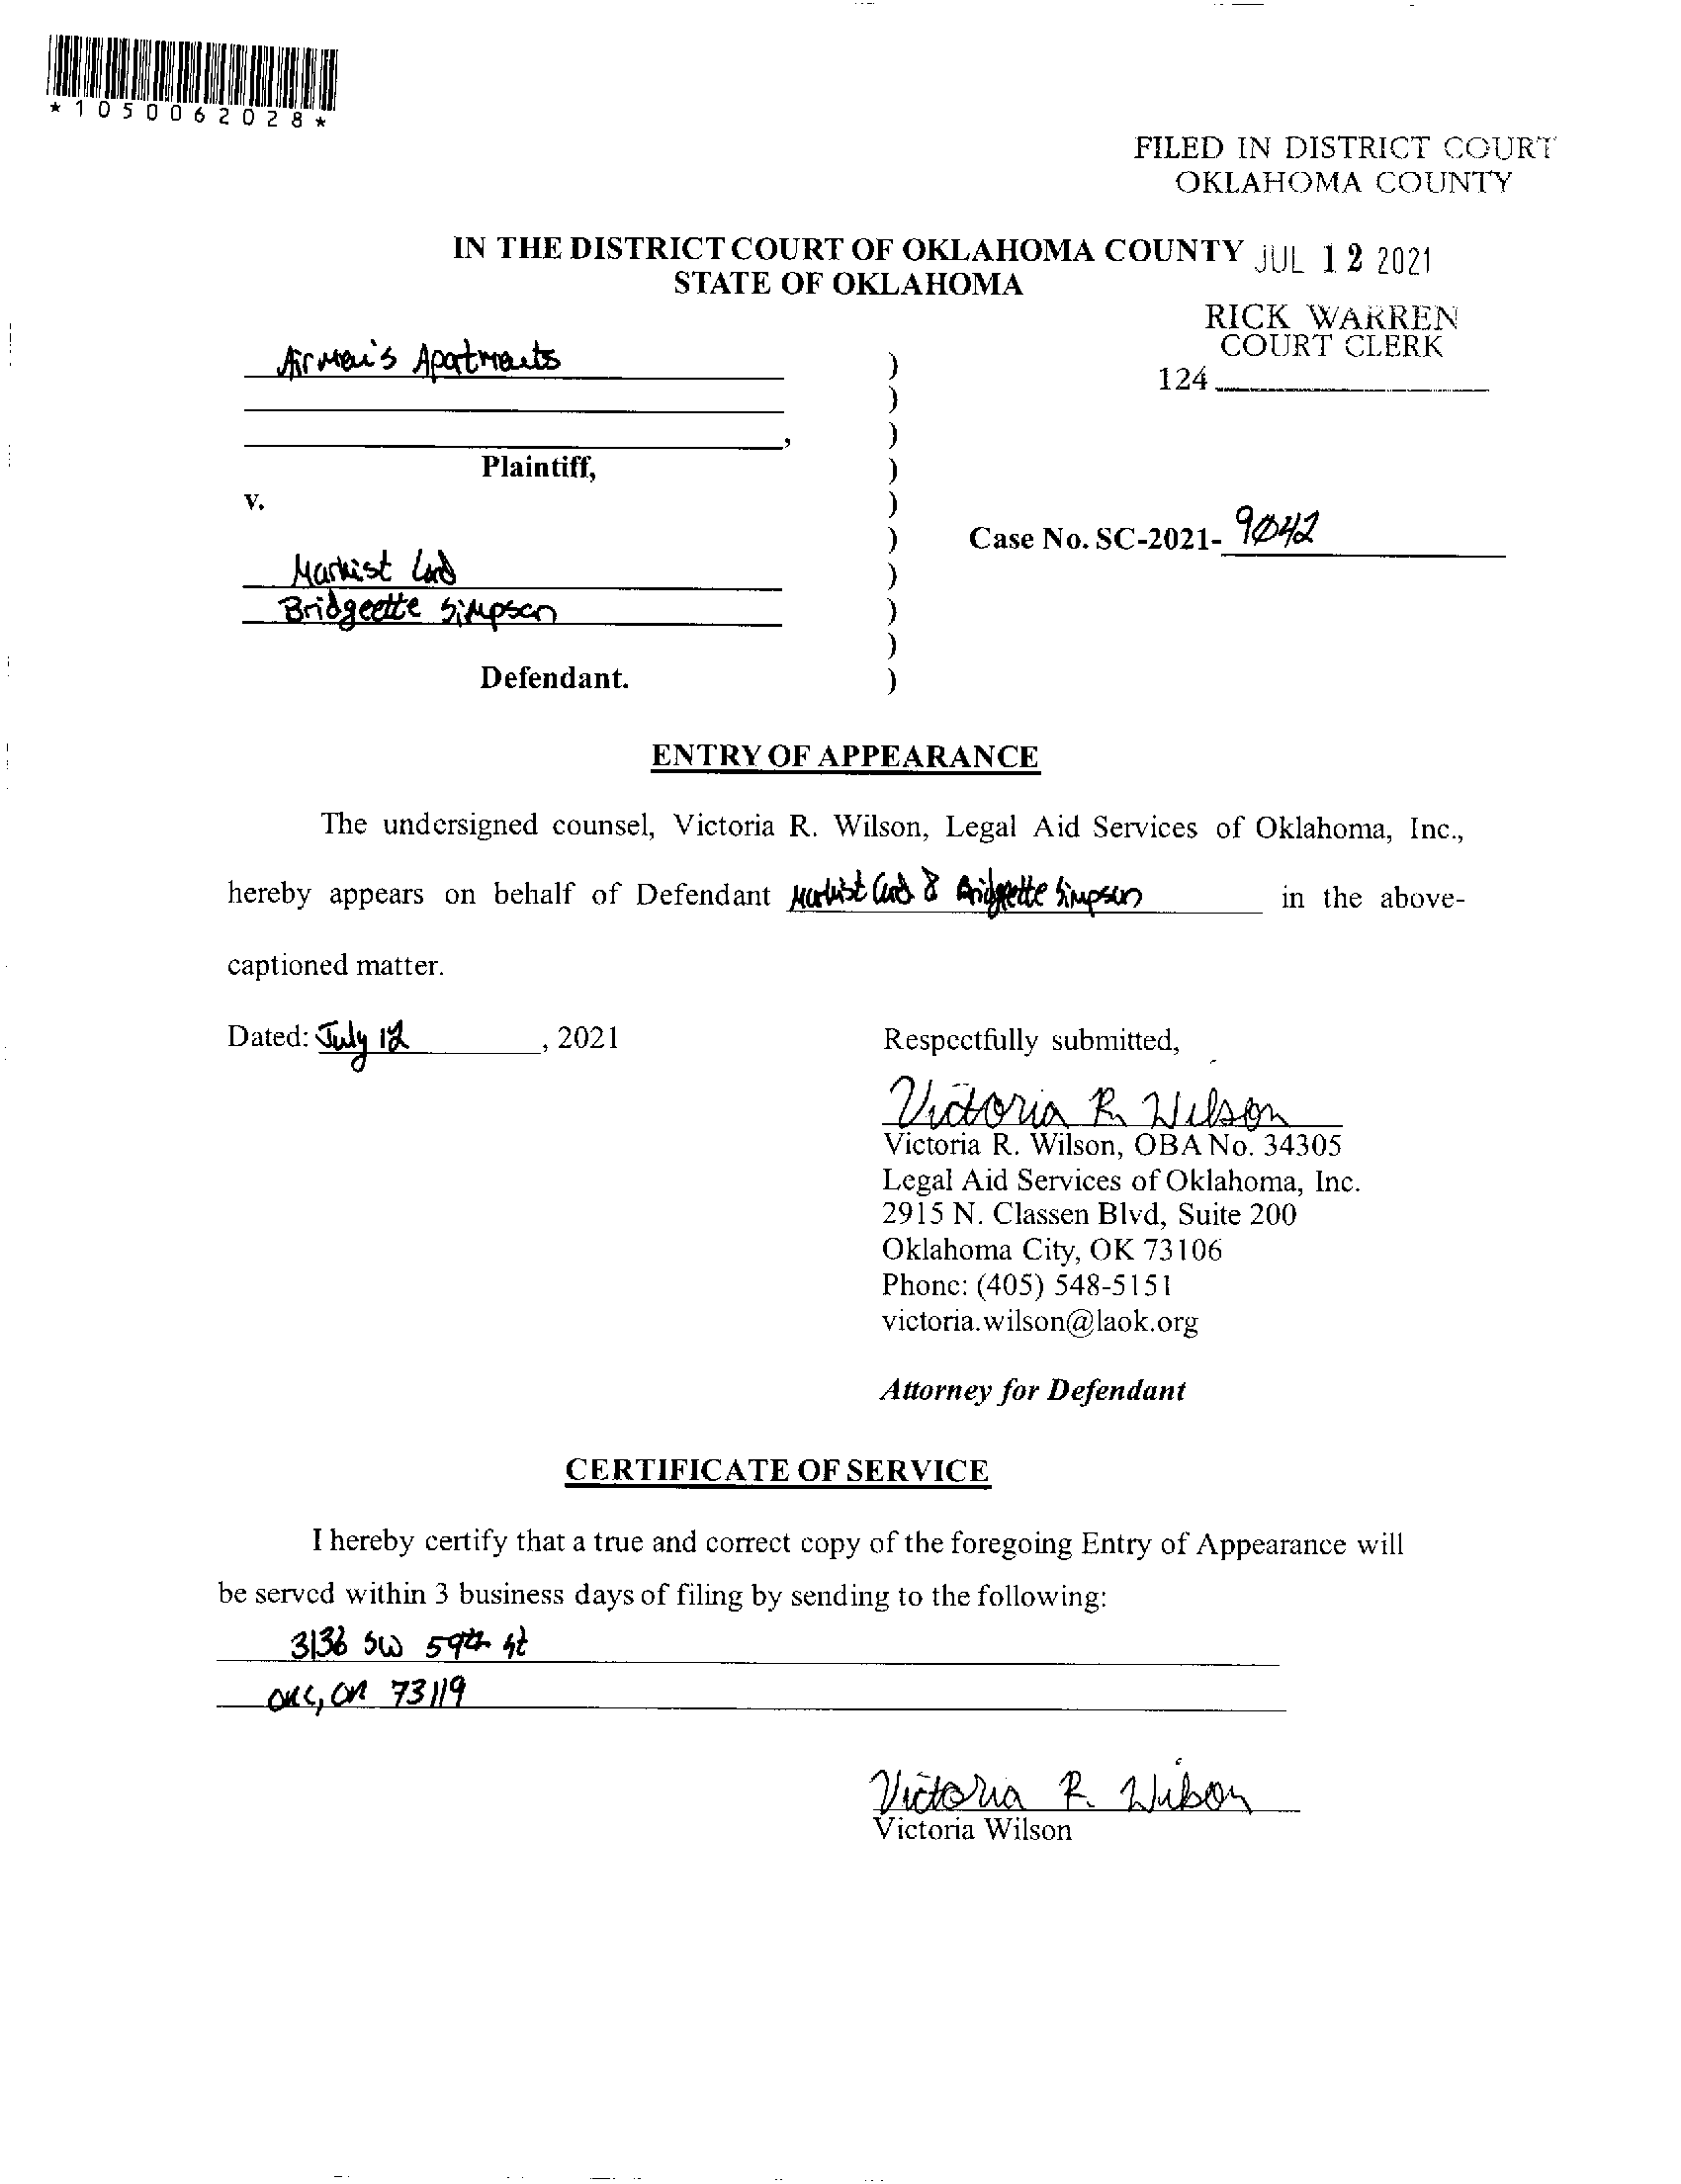 *1050062028*
FILED IN DISTRICT COURT
OKLAHOMA COUNTY
IN THE DISTRICT COURT OF OKLAHOMA COUNTY JUL 12 2021
STATE OF OKLAHOMA
RICK WARREN
COURT CLERK
124
Apatments
)
)
)
Plaintiff,
)
v.
)
) Case No. SC-2021- 9042
Markist
)
Bridgeette Simpson
)
)
Defendant.
)
ENTRY OF APPEARANCE
The undersigned counsel, Victoria R. Wilson, Legal Aid Services of Oklahoma, Inc.,
hereby appears on behalf of Defendant Markist & Bridgeette Simpson in the above-
captioned matter.
Dated: July 12, 2021
Respectfully submitted,
Victoria R Wilson
Victoria R. Wilson, OBA No. 34305
Legal Aid Services of Oklahoma, Inc.
2915 N. Classen Blvd, Suite 200
Oklahoma City, OK 73106
Phone: (405) 548-5151
victoria.wilson@laok.org
Attorney for Defendant
CERTIFICATE OF SERVICE
I hereby certify that a true and correct copy of the foregoing Entry of Appearance will
be served within 3 business days of filing by sending to the following:
3136 SW 59th St
OKC, OK 73119
Victoria R. Wilson
Victoria Wilson